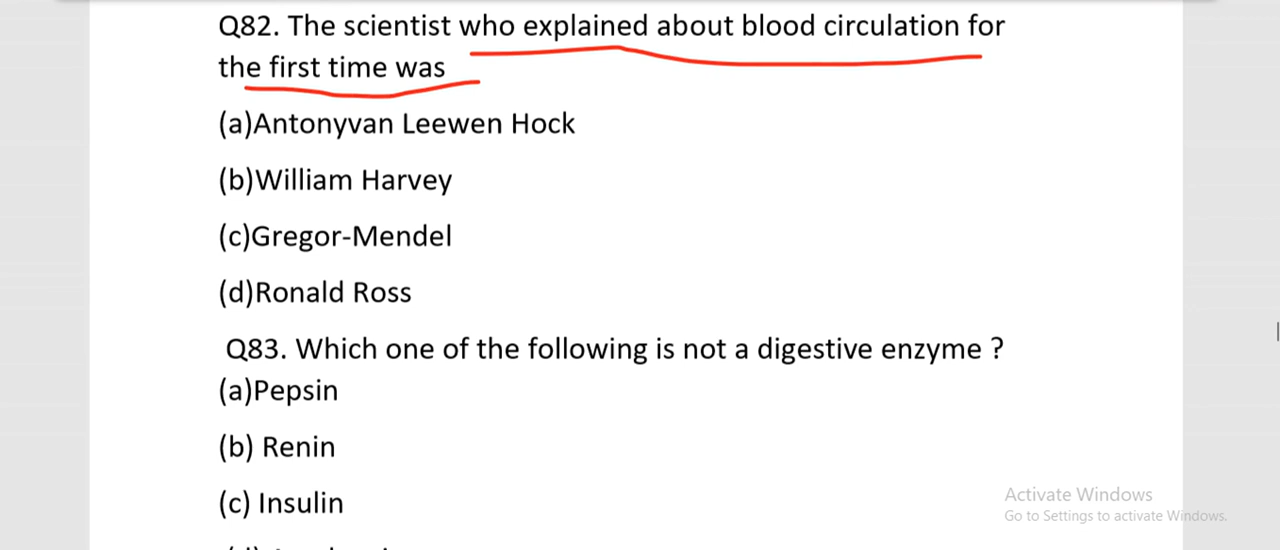 Q82. The scientist who explained about blood circulation for
the first time was
(a)Antonyvan Leewen Hock
(b)William Harvey
(c)Gregor-Mendel
(d)Ronald Ross
Q83. Which one of the following is not a digestive enzyme ?
(a)Pepsin
(b) Renin
(c) Insulin
Activate Windows
Go to Settings to activate Windows.